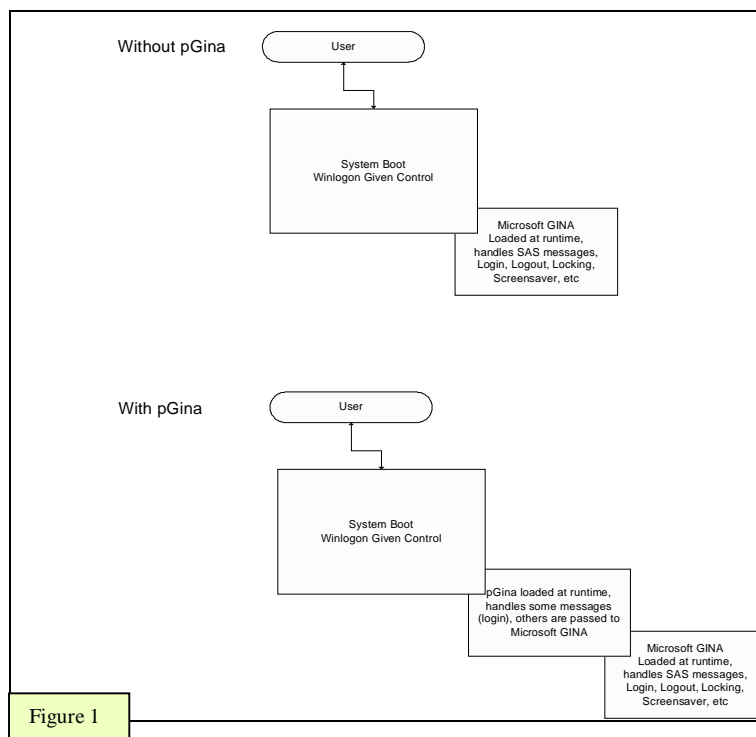 Without pGina
User
System Boot
Winlogon Given Control
Microsoft GINA
Loaded at runtime,
handles SAS messages,
Login, Logout, Locking,
Screensaver, etc
With pGina
User
System Boot
Winlogon Given Control
pGina loaded at runtime,
handles some messages
(login), others are passed to
Microsoft GINA
Microsoft GINA
Loaded at runtime,
handles SAS messages,
Login, Logout, Locking,
Screensaver, etc
Figure 1